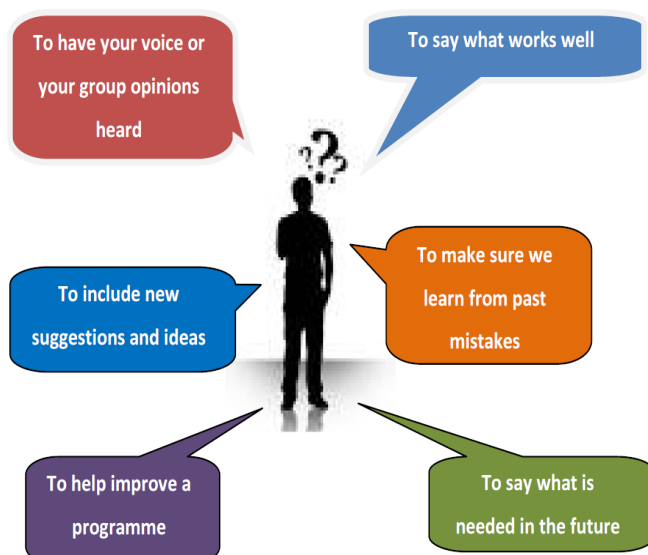 To have your voice or
your group opinions
heard
To say what works well
To include new
suggestions and ideas
To make sure we
learn from past
mistakes
To help improve a
programme
To say what is
needed in the future
???